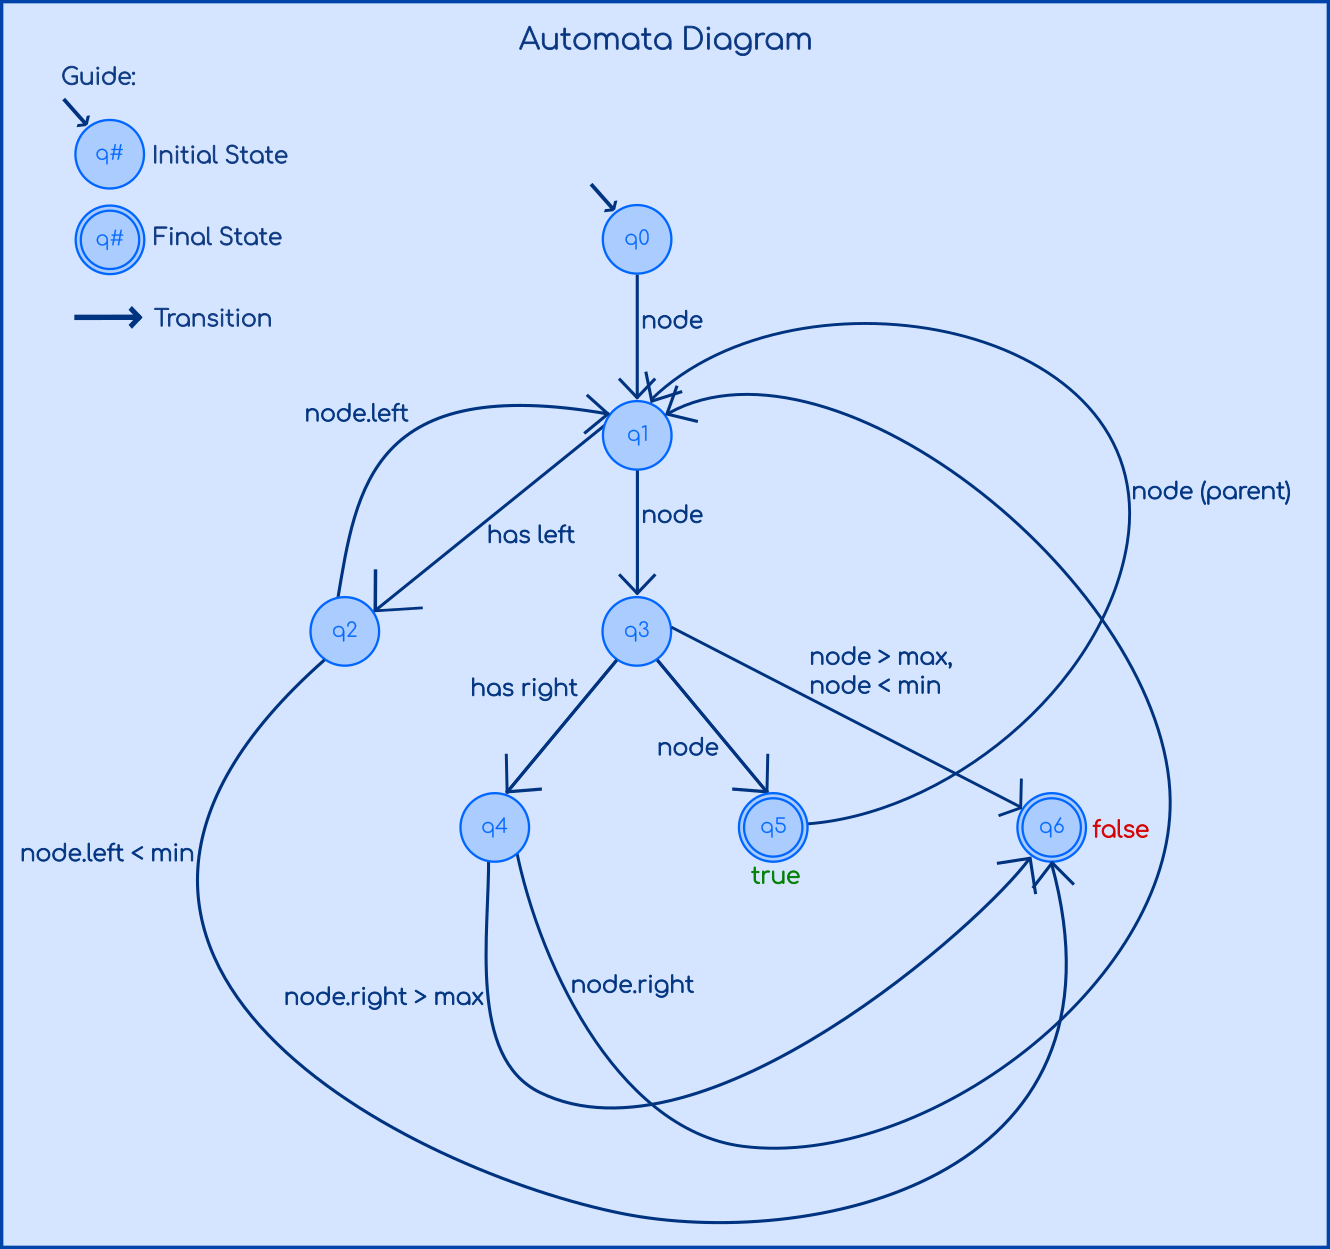 Automata Diagram
Guide:
q#
Initial State
q#
Final State
Transition
q0
node
node.left
q1
node (parent)
node
has left
q2
q3
node > max,
node < min
has right
node
q4
q5
q6
false
true
node.left < min
node.right
node.right > max